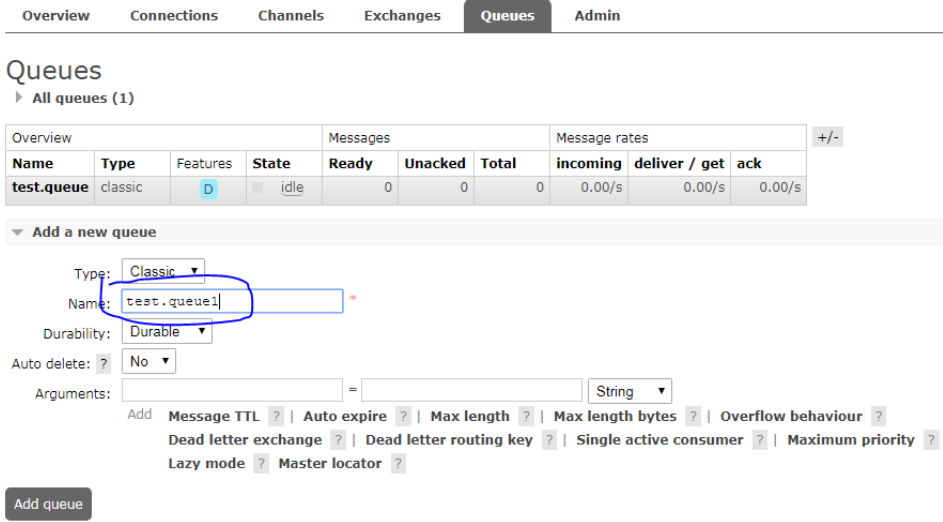 Overview Connections Channels Exchanges Queues Admin
Queues
All queues (1)
Overview Messages Message rates +/-
Name Type Features State Ready Unacked Total incoming deliver / get ack
test.queue classic D idle 0 0 0 0.00/s 0.00/s 0.00/s
Add a new queue
Type: Classic
Name: test.queue1 *
Durability: Durable
Auto delete: ? No
Arguments: = String
Add Message TTL ? | Auto expire ? | Max length ? | Max length bytes ? | Overflow behaviour ?
Dead letter exchange ? | Dead letter routing key ? | Single active consumer ? | Maximum priority ?
Lazy mode ? Master locator ?
Add queue